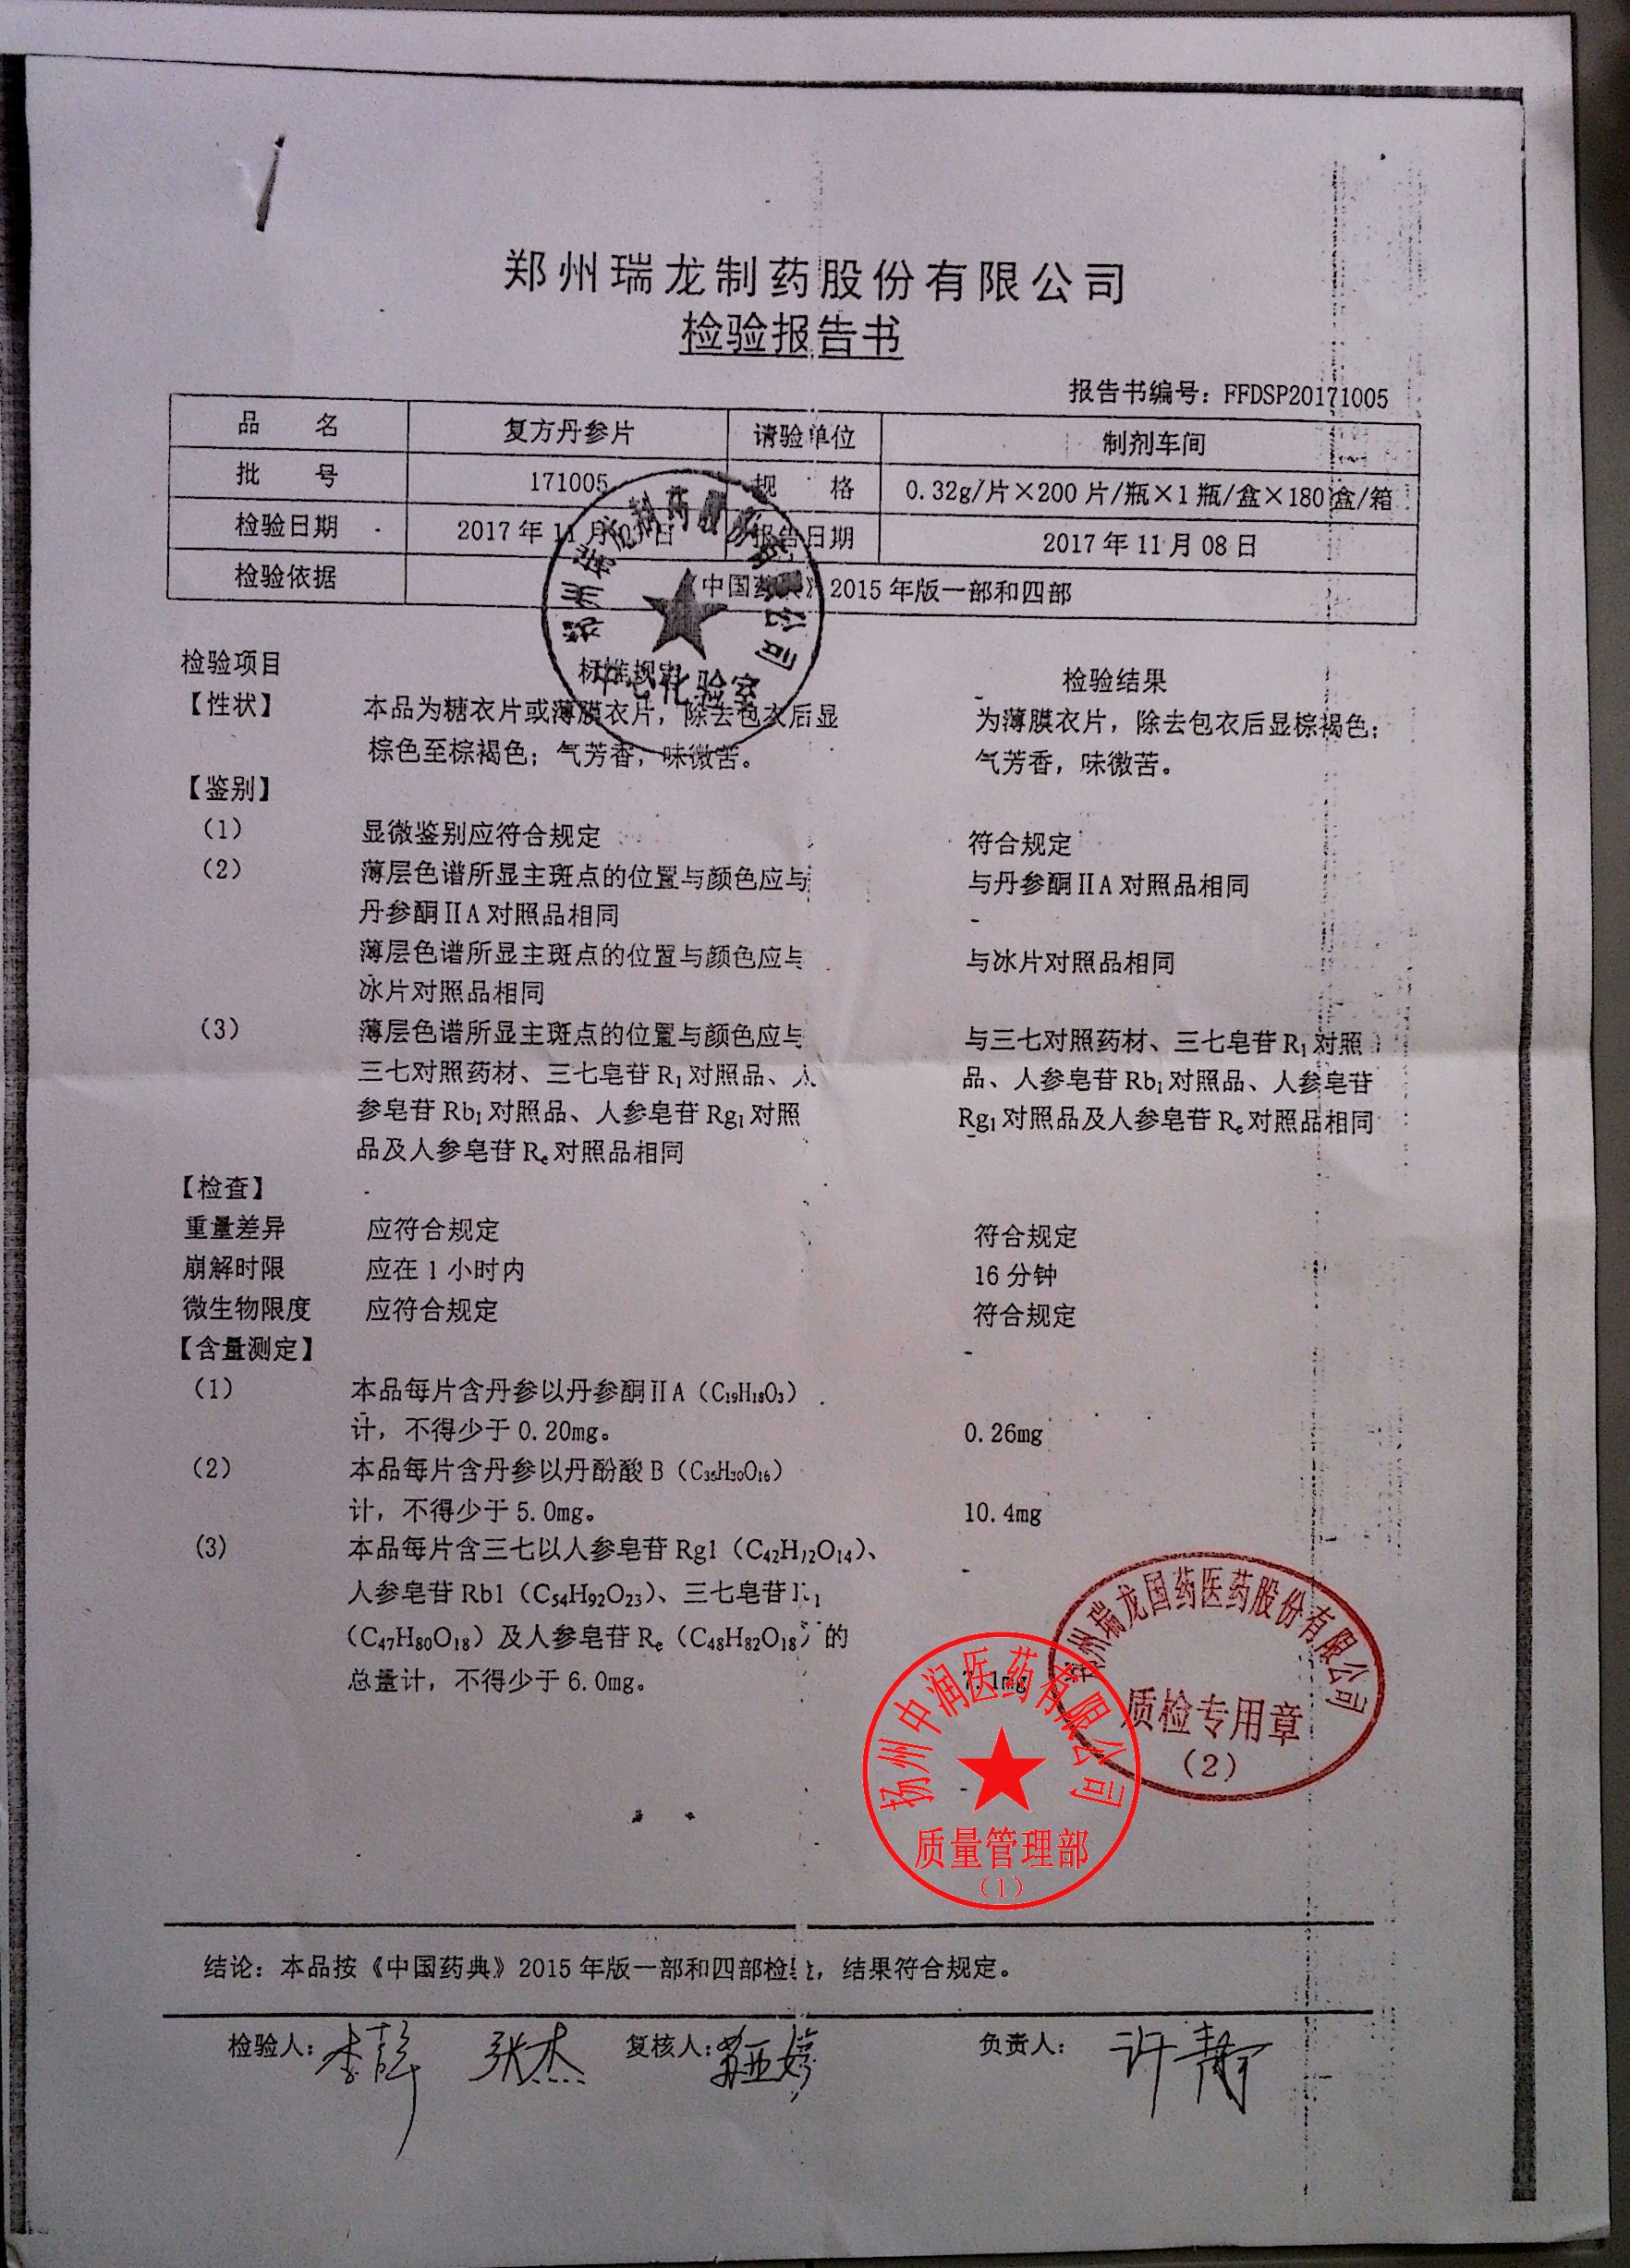 郑州瑞龙制药股份有限公司
检验报告书
报告书编号：FFDSP20171005
品 名 复方丹参片 请验单位 制剂车间
批 号 171005 规 格 0.32g/片×200片/瓶×1瓶/盒×180盒/箱
检验日期 2017年11月 日 报告日期 2017年11月08日
检验依据 《中国药典》2015年版一部和四部
中心化验室
检验项目 标准规定 检验结果
【性状】 本品为糖衣片或薄膜衣片，除去包衣后显 为薄膜衣片，除去包衣后显棕褐色；
棕色至棕褐色；气芳香，味微苦。 气芳香，味微苦。
【鉴别】
（1） 显微鉴别应符合规定 符合规定
（2） 薄层色谱所显主斑点的位置与颜色应与 与丹参酮ⅡA对照品相同
丹参酮ⅡA对照品相同
薄层色谱所显主斑点的位置与颜色应与 与冰片对照品相同
冰片对照品相同
（3） 薄层色谱所显主斑点的位置与颜色应与 与三七对照药材、三七皂苷R₁对照
三七对照药材、三七皂苷R₁对照品、人 品、人参皂苷Rb₁对照品、人参皂苷
参皂苷Rb₁对照品、人参皂苷Rg₁对照 Rg₁对照品及人参皂苷Rₑ对照品相同
品及人参皂苷Rₑ对照品相同
【检查】
重量差异 应符合规定 符合规定
崩解时限 应在1小时内 16分钟
微生物限度 应符合规定 符合规定
【含量测定】
（1） 本品每片含丹参以丹参酮ⅡA（C₁₉H₁₈O₃）
计，不得少于0.20mg。 0.26mg
（2） 本品每片含丹参以丹酚酸B（C₃₆H₃₀O₁₆）
计，不得少于5.0mg。 10.4mg
（3） 本品每片含三七以人参皂苷Rg1（C₄₂H₇₂O₁₄）、
人参皂苷Rb1（C₅₄H₉₂O₂₃）、三七皂苷R₁
（C₄₇H₈₀O₁₈）及人参皂苷Rₑ（C₄₈H₈₂O₁₈）的
总量计，不得少于6.0mg。 7.1mg
郑州瑞龙国药医药股份有限公司
质检专用章
（2）
扬州中润医药有限公司
质量管理部
（1）
结论：本品按《中国药典》2015年版一部和四部检验，结果符合规定。
检验人： 张杰 复核人：苏亚婷 负责人：许静